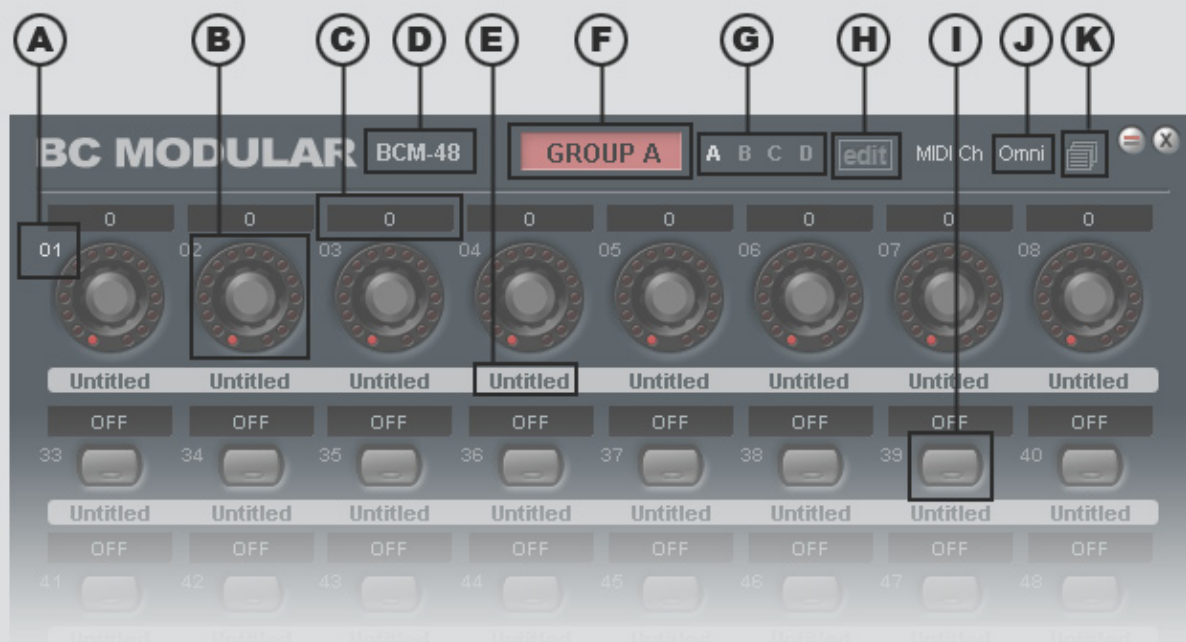 A B C D E F G H I J K
BC MODULAR BCM-48 GROUP A A B C D edit MIDI Ch Omni X
0 0 0 0 0 0 0 0
01 02 03 04 05 06 07 08
Untitled Untitled Untitled Untitled Untitled Untitled Untitled Untitled
OFF OFF OFF OFF OFF OFF OFF OFF
33 34 35 36 37 38 39 40
Untitled Untitled Untitled Untitled Untitled Untitled Untitled Untitled
OFF OFF OFF OFF OFF OFF OFF OFF
41 42 43 44 45 46 47 48